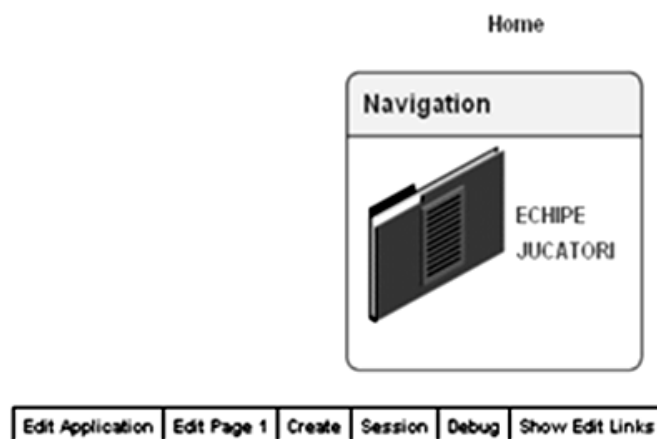 Home
Navigation
ECHIPE
JUCATORI
Edit Application Edit Page 1 Create Session Debug Show Edit Links